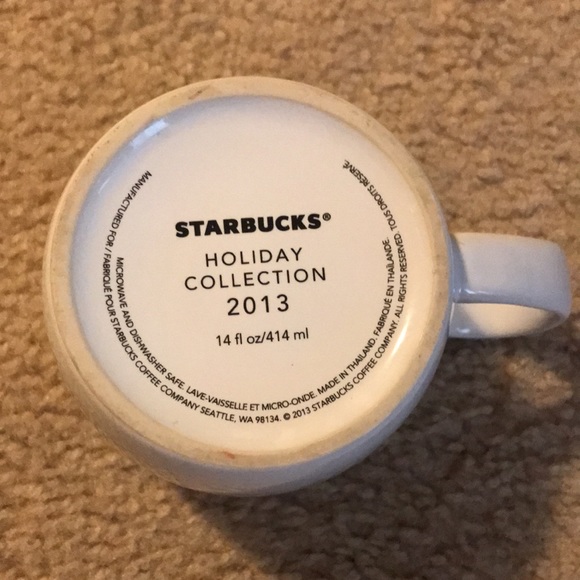 STARBUCKS®
HOLIDAY
COLLECTION
2013
14 fl oz/414 ml
MICROWAVE AND DISHWASHER SAFE. LAVE-VAISSELLE ET MICRO-ONDE. MADE IN THAILAND. FABRIQUÉ EN THAÏLANDE.
MANUFACTURED FOR / FABRIQUÉ POUR STARBUCKS COFFEE COMPANY SEATTLE, WA 98134. © 2013 STARBUCKS COFFEE COMPANY. ALL RIGHTS RESERVED. TOUS DROITS RÉSERVÉ.